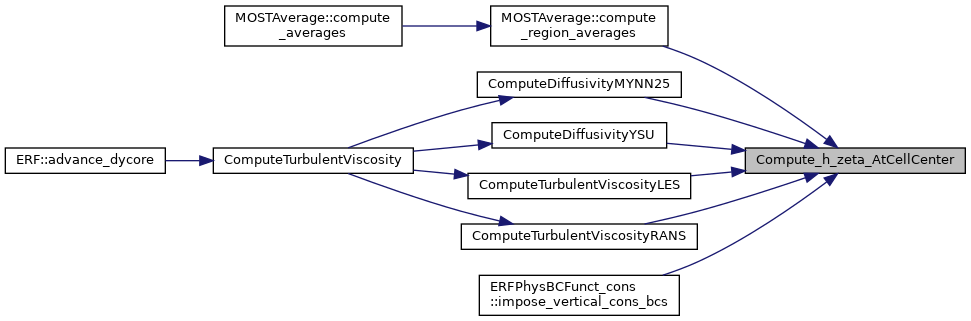 MOSTAverage::compute
_averages
MOSTAverage::compute
_region_averages
ComputeDiffusivityMYNN25
ComputeDiffusivityYSU
ERF::advance_dycore
ComputeTurbulentViscosity
Compute_h_zeta_AtCellCenter
ComputeTurbulentViscosityLES
ComputeTurbulentViscosityRANS
ERFPhysBCFunct_cons
::impose_vertical_cons_bcs